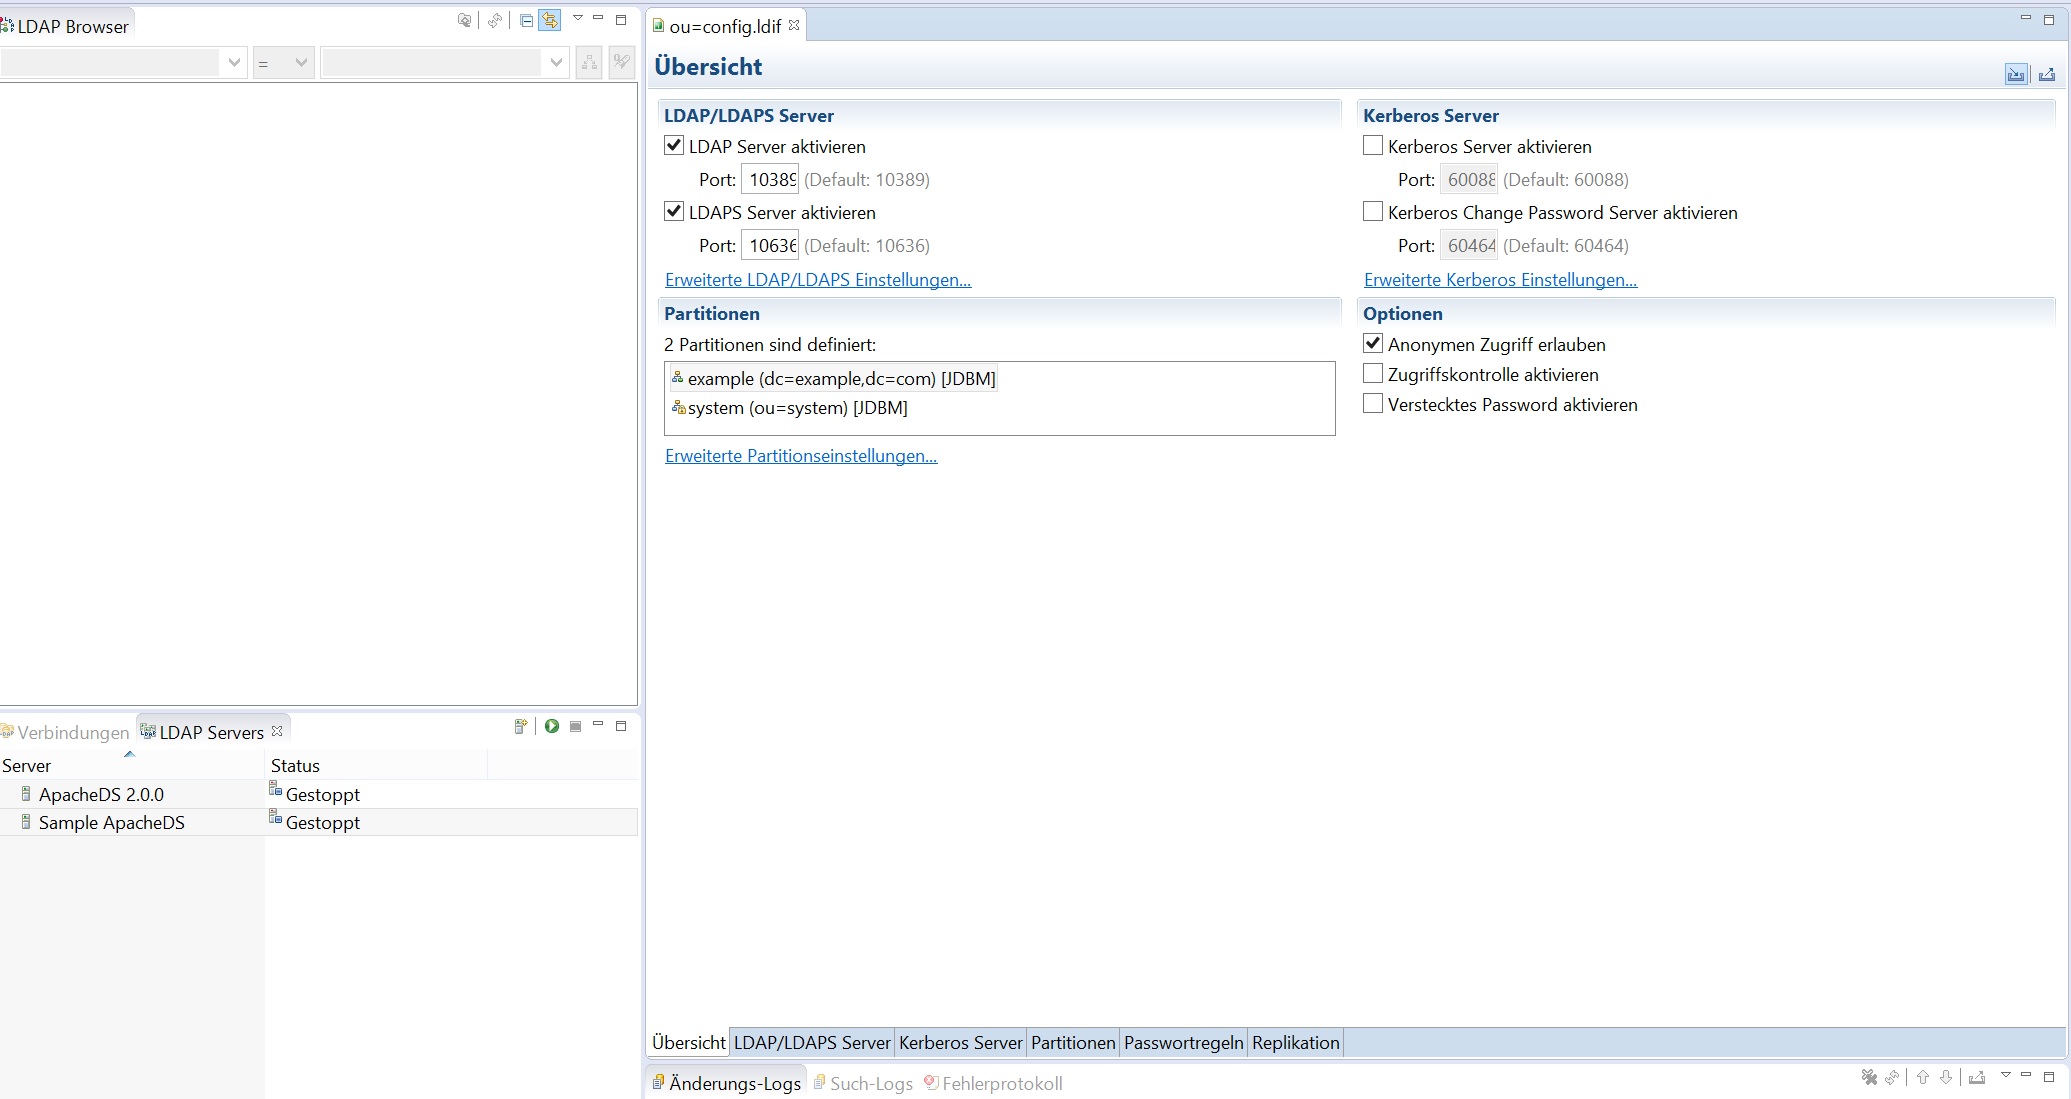 LDAP Browser
=
ou=config.ldif
Übersicht
LDAP/LDAPS Server
LDAP Server aktivieren
Port: 10389 (Default: 10389)
LDAPS Server aktivieren
Port: 10636 (Default: 10636)
Erweiterte LDAP/LDAPS Einstellungen...
Kerberos Server
Kerberos Server aktivieren
Port: 60088 (Default: 60088)
Kerberos Change Password Server aktivieren
Port: 60464 (Default: 60464)
Erweiterte Kerberos Einstellungen...
Partitionen
2 Partitionen sind definiert:
example (dc=example,dc=com) [JDBM]
system (ou=system) [JDBM]
Erweiterte Partitionseinstellungen...
Optionen
Anonymen Zugriff erlauben
Zugriffskontrolle aktivieren
Verstecktes Password aktivieren
Verbindungen LDAP Servers
Server Status
ApacheDS 2.0.0 Gestoppt
Sample ApacheDS Gestoppt
Übersicht LDAP/LDAPS Server Kerberos Server Partitionen Passwortregeln Replikation
Änderungs-Logs Such-Logs Fehlerprotokoll